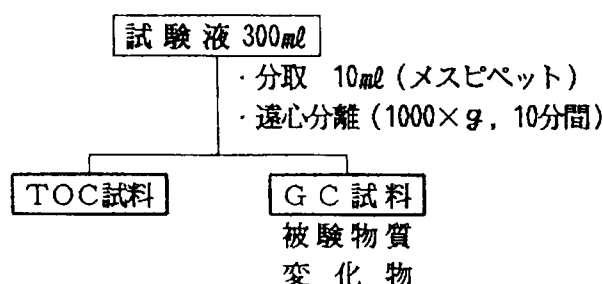 試験液 300㎖
・分取 10㎖（メスピペット）
・遠心分離（1000×g，10分間）
TOC試料
GC試料
被験物質
変化物